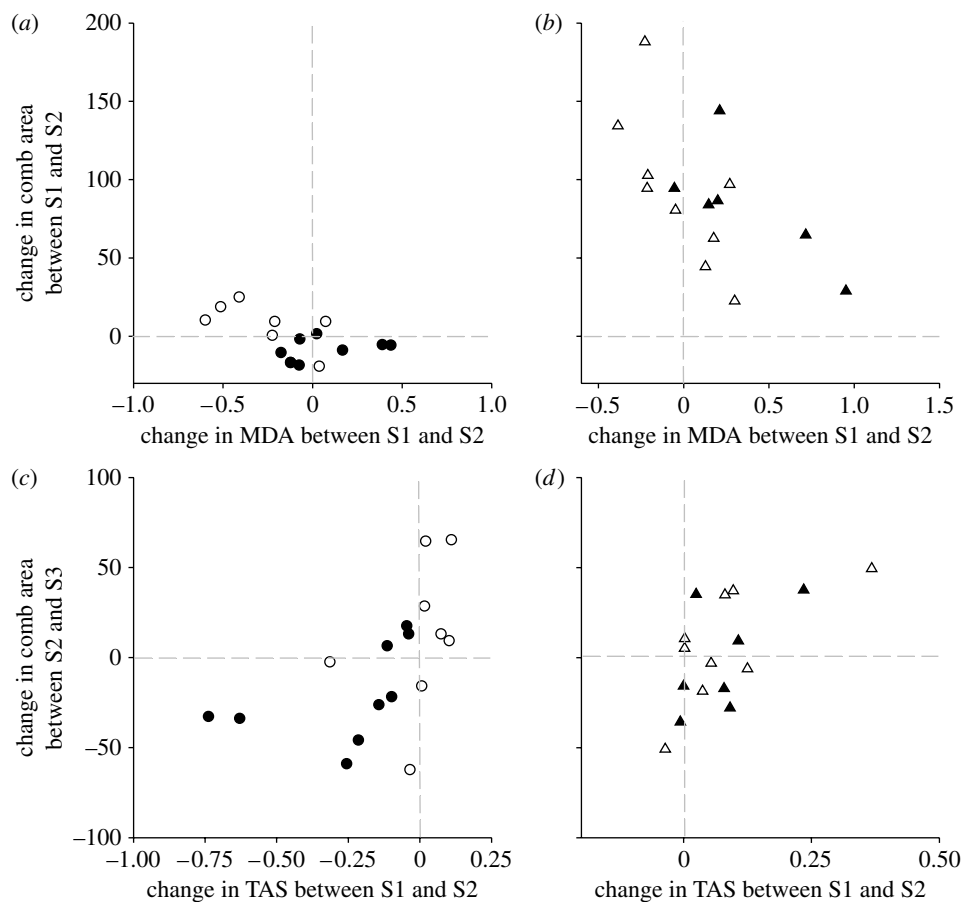 (a)
200
150
100
50
0
change in comb area
between S1 and S2
−1.0 −0.5 0 0.5 1.0
change in MDA between S1 and S2
(b)
−0.5 0 0.5 1.0 1.5
change in MDA between S1 and S2
(c)
100
50
0
−50
−100
change in comb area
between S2 and S3
−1.00 −0.75 −0.50 −0.25 0 0.25
change in TAS between S1 and S2
(d)
0 0.25 0.50
change in TAS between S1 and S2